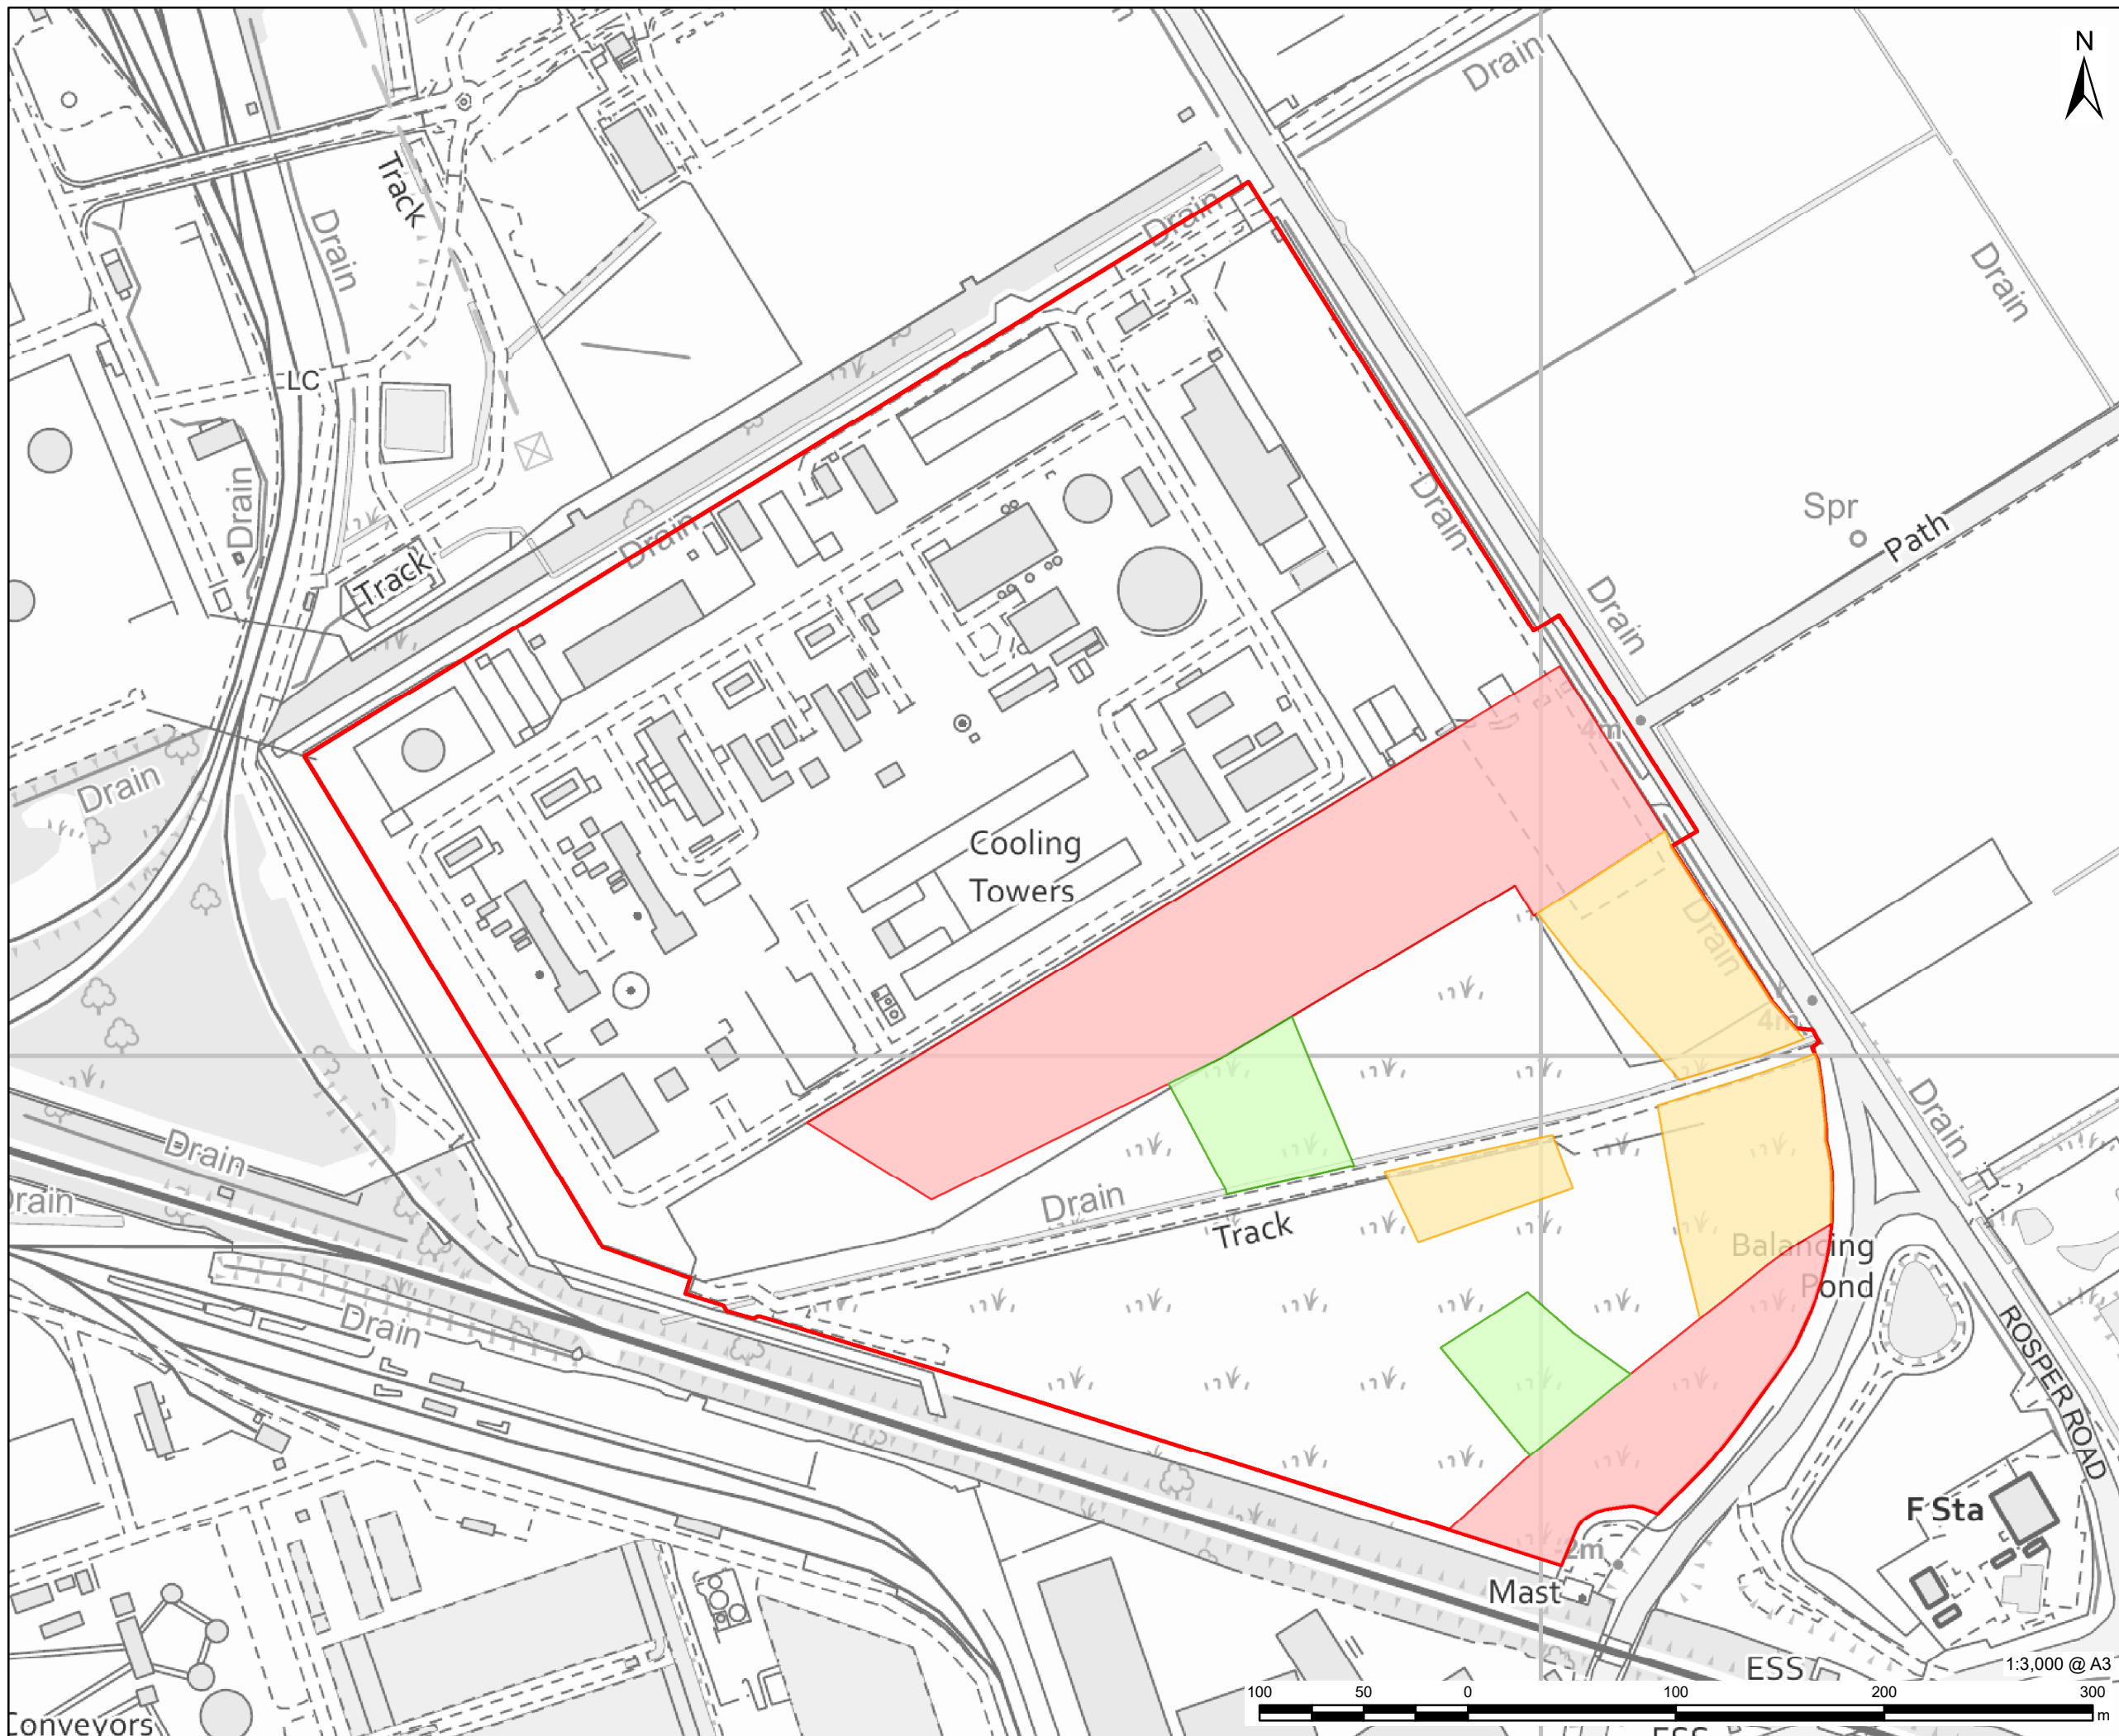 N
Drain
Track
Drain
Drain
Drain
LC
Drain
Spr
Path
Drain
Drain
Track
Drain
Drain
4m
Drain
Cooling
Towers
Drain
4m
Drain
Drain
Drain
Drain
Track
Balancing
Pond
Drain
ROSPER ROAD
F Sta
2m
Mast
ESS
1:3,000 @ A3
100 50 0 100 200 300
m
Conveyors
ESS